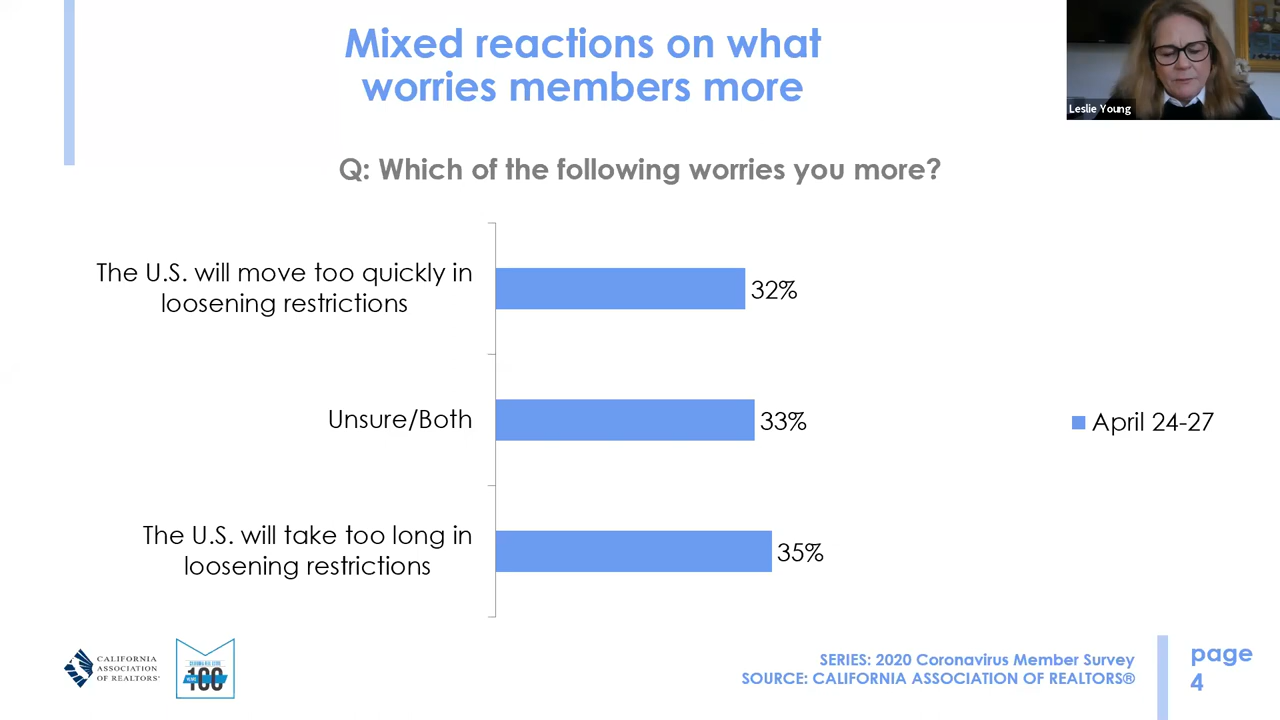 Mixed reactions on what
worries members more
Leslie Young
Q: Which of the following worries you more?
The U.S. will move too quickly in
loosening restrictions
32%
Unsure/Both
33%
April 24-27
The U.S. will take too long in
loosening restrictions
35%
CALIFORNIA
ASSOCIATION
OF REALTORS®
100
SERIES: 2020 Coronavirus Member Survey
SOURCE: CALIFORNIA ASSOCIATION OF REALTORS®
page
4